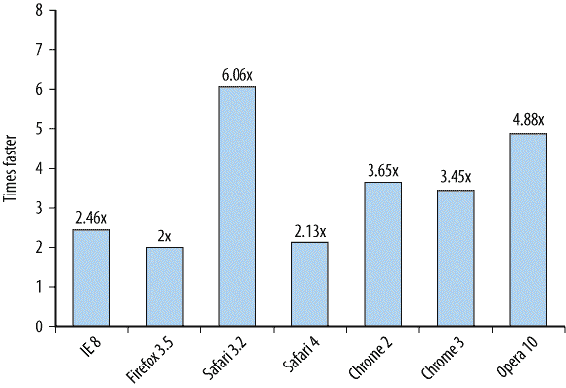 Times faster
8
7
6
5
4
3
2
1
0
2.46x
2x
6.06x
2.13x
3.65x
3.45x
4.88x
IE 8
Firefox 3.5
Safari 3.2
Safari 4
Chrome 2
Chrome 3
Opera 10